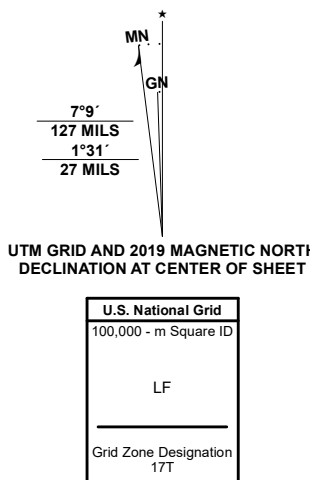 ★
MN
GN
7°9´
127 MILS
1°31´
27 MILS
UTM GRID AND 2019 MAGNETIC NORTH
DECLINATION AT CENTER OF SHEET
U.S. National Grid
100,000 - m Square ID
LF
Grid Zone Designation
17T